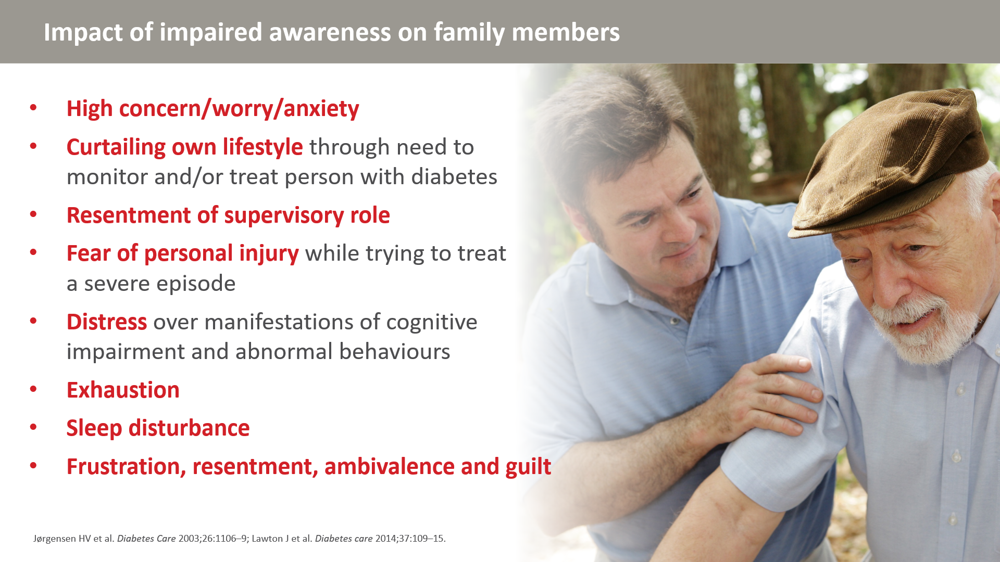 Impact of impaired awareness on family members
• High concern/worry/anxiety
• Curtailing own lifestyle through need to
monitor and/or treat person with diabetes
• Resentment of supervisory role
• Fear of personal injury while trying to treat
a severe episode
• Distress over manifestations of cognitive
impairment and abnormal behaviours
• Exhaustion
• Sleep disturbance
• Frustration, resentment, ambivalence and guilt
Jørgensen HV et al. Diabetes Care 2003;26:1106–9; Lawton J et al. Diabetes care 2014;37:109–15.